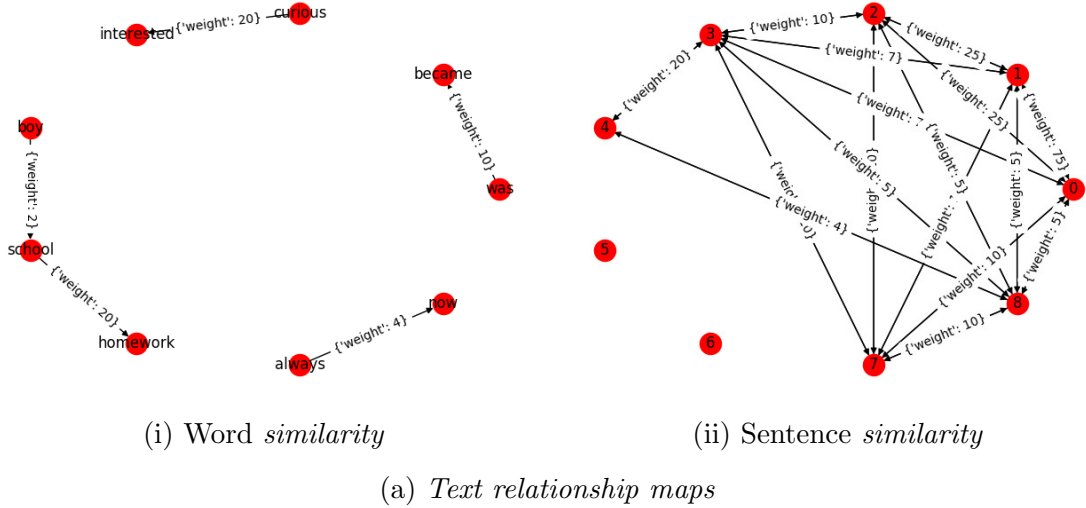 curious
{'weight': 20}
interested
became
{'weight': 10}
was
boy
{'weight': 2}
school
{'weight': 20}
homework
now
{'weight': 4}
always
2
{'weight': 10}
3
{'weight': 25}
{'weight': 7}
1
{'weight': 20}
{'weight': 25}
4
{'weight': 75}
{'weight': 5}
0
{'weight': 5}
{'weight': 5}
{'weight': 4}
{'weight': 5}
5
{'weight': 10}
8
6
{'weight': 10}
7
(i) Word similarity
(ii) Sentence similarity
(a) Text relationship maps